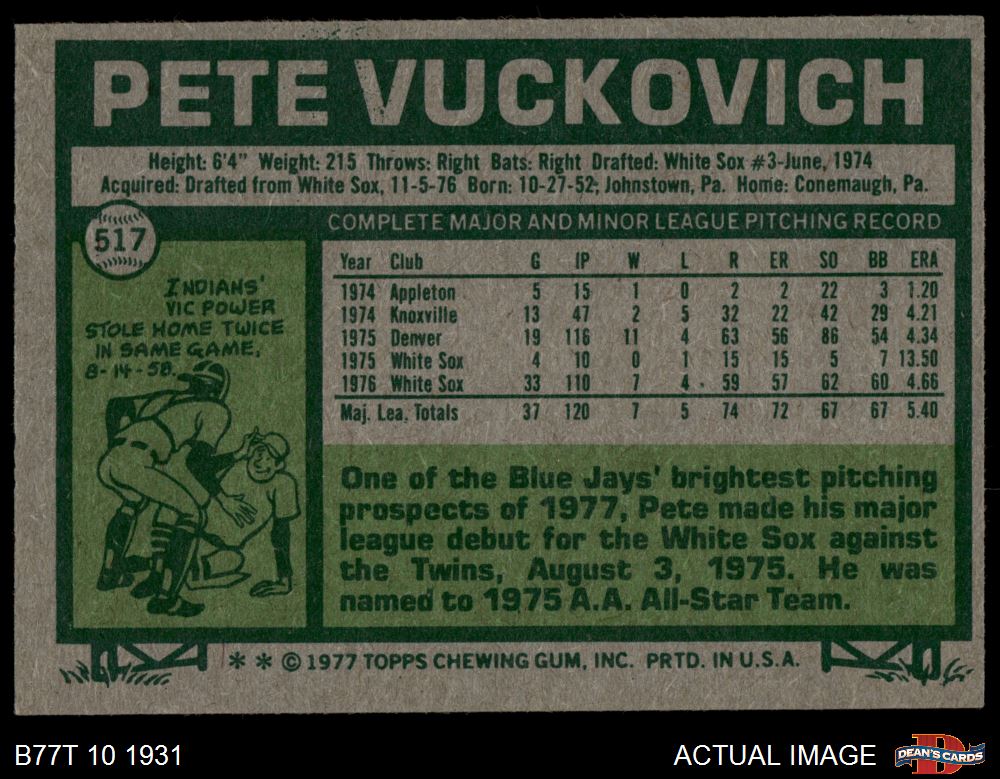 PETE VUCKOVICH
Height: 6'4" Weight: 215 Throws: Right Bats: Right Drafted: White Sox #3-June, 1974
Acquired: Drafted from White Sox, 11-5-76 Born: 10-27-52, Johnstown, Pa. Home: Conemaugh, Pa.
517
COMPLETE MAJOR AND MINOR LEAGUE PITCHING RECORD
INDIANS'
VIC POWER
STOLE HOME TWICE
IN SAME GAME,
8-14-58.
Year Club G IP W L R ER SO BB ERA
1974 Appleton 5 15 1 0 2 2 22 3 1.20
1974 Knoxville 13 47 2 5 32 22 42 29 4.21
1975 Denver 19 116 11 4 63 56 86 54 4.34
1975 White Sox 4 10 0 1 15 15 5 7 13.50
1976 White Sox 33 110 7 4 59 57 62 60 4.66
Maj. Lea. Totals 37 120 7 5 74 72 67 67 5.40
One of the Blue Jays' brightest pitching
prospects of 1977, Pete made his major
league debut for the White Sox against
the Twins, August 3, 1975. He was
named to 1975 A.A. All-Star Team.
* * © 1977 TOPPS CHEWING GUM, INC. PRTD. IN U.S.A.
B77T 10 1931
ACTUAL IMAGE
D
DEAN'S CARDS